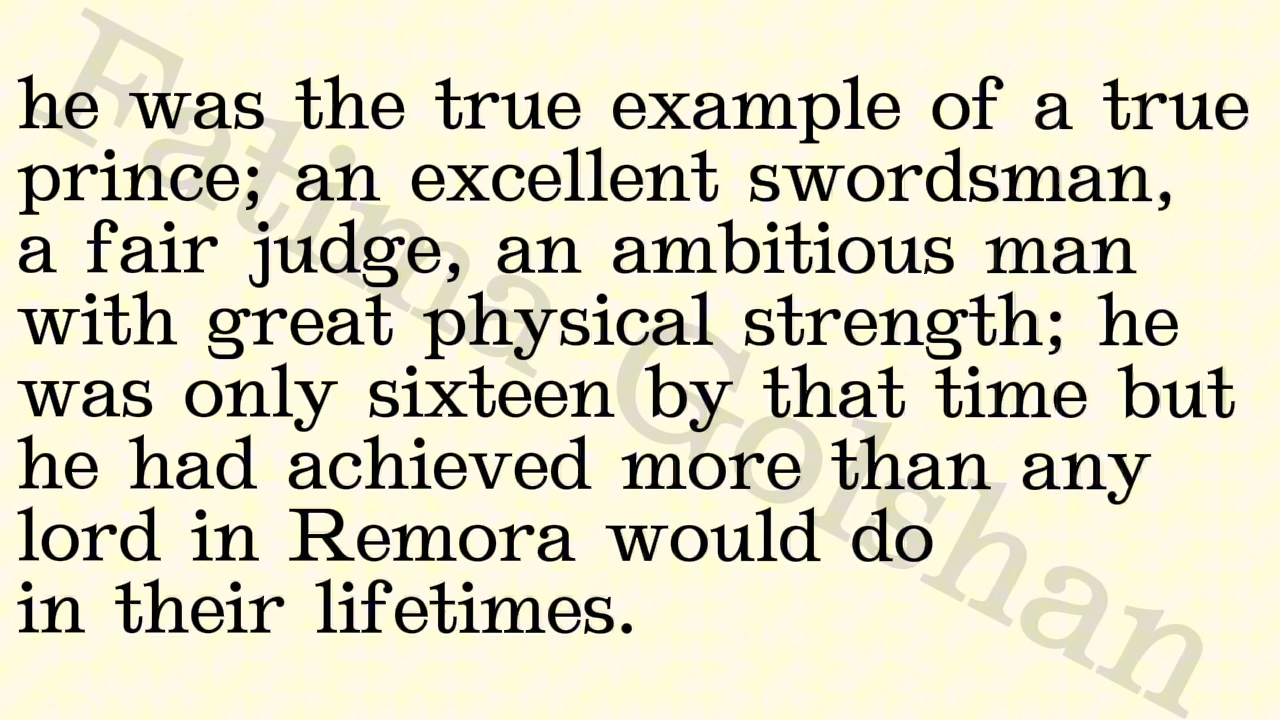 he was the true example of a true
prince; an excellent swordsman,
a fair judge, an ambitious man
with great physical strength; he
was only sixteen by that time but
he had achieved more than any
lord in Remora would do
in their lifetimes.
Fatima Golshan